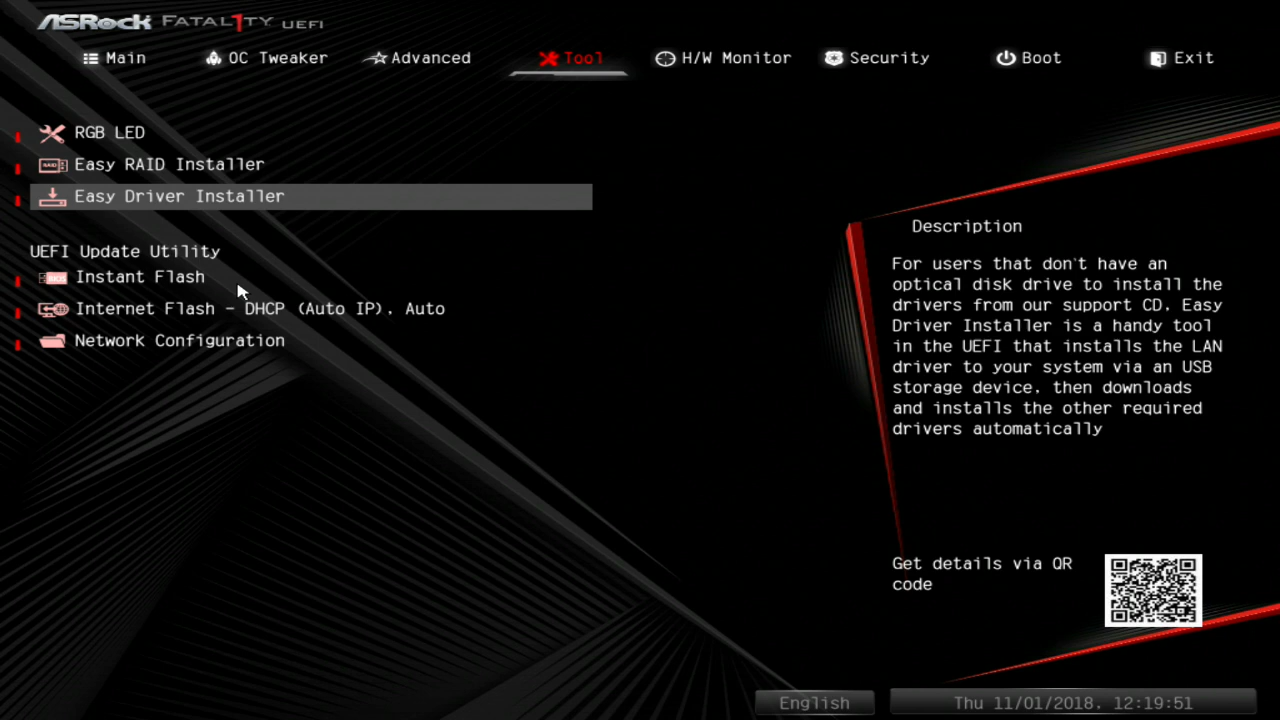 ASRock FATAL1TY UEFI
Main OC Tweaker Advanced Tool H/W Monitor Security Boot Exit
RGB LED
Easy RAID Installer
Easy Driver Installer
UEFI Update Utility
Instant Flash
Internet Flash - DHCP (Auto IP). Auto
Network Configuration
Description
For users that don't have an
optical disk drive to install the
drivers from our support CD. Easy
Driver Installer is a handy tool
in the UEFI that installs the LAN
driver to your system via an USB
storage device. then downloads
and installs the other required
drivers automatically
Get details via QR
code
English
Thu 11/01/2018. 12:19:51